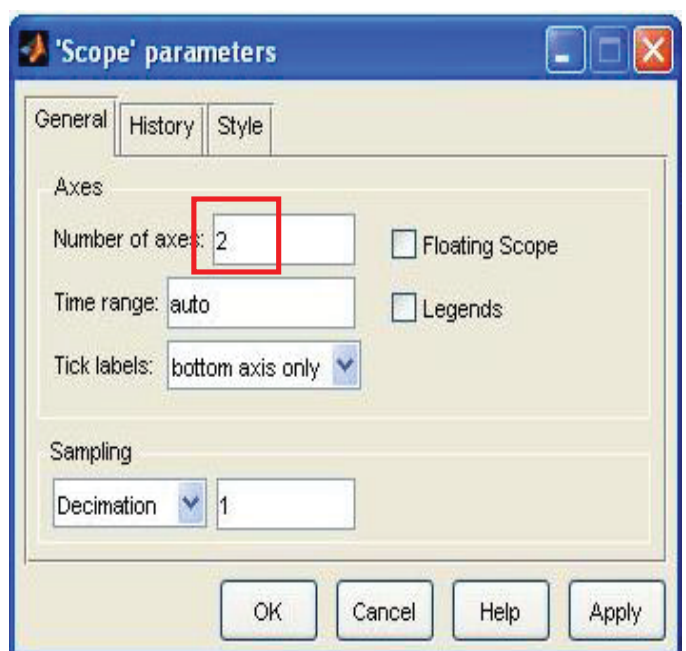 'Scope' parameters
General History Style
Axes
Number of axes: 2 Floating Scope
Time range: auto Legends
Tick labels: bottom axis only
Sampling
Decimation 1
OK Cancel Help Apply